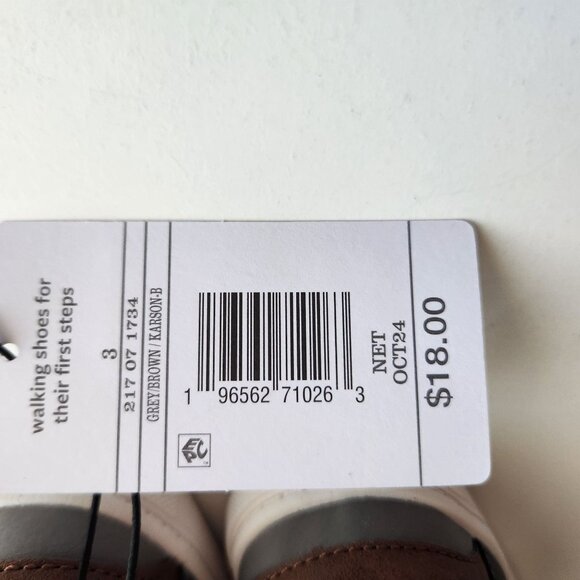 walking shoes for
their first steps
3
217 07 1734
GREY/BROWN / KARSON-B
1 96562 71026 3
EPC
NET
OCT24
$18.00